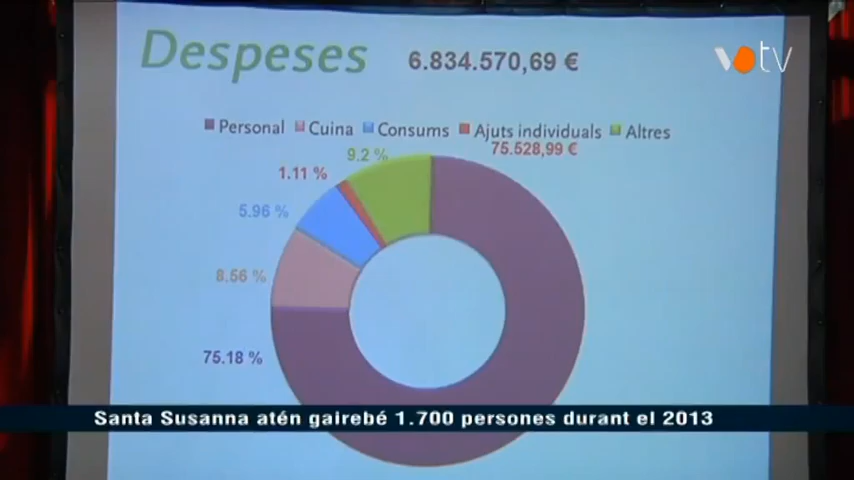 Despeses 6.834.570,69 €
votv
Personal Cuina Consums Ajuts individuals Altres
75.528,99 €
9.2 %
1.11 %
5.96 %
8.56 %
75.18 %
Santa Susanna atén gairebé 1.700 persones durant el 2013